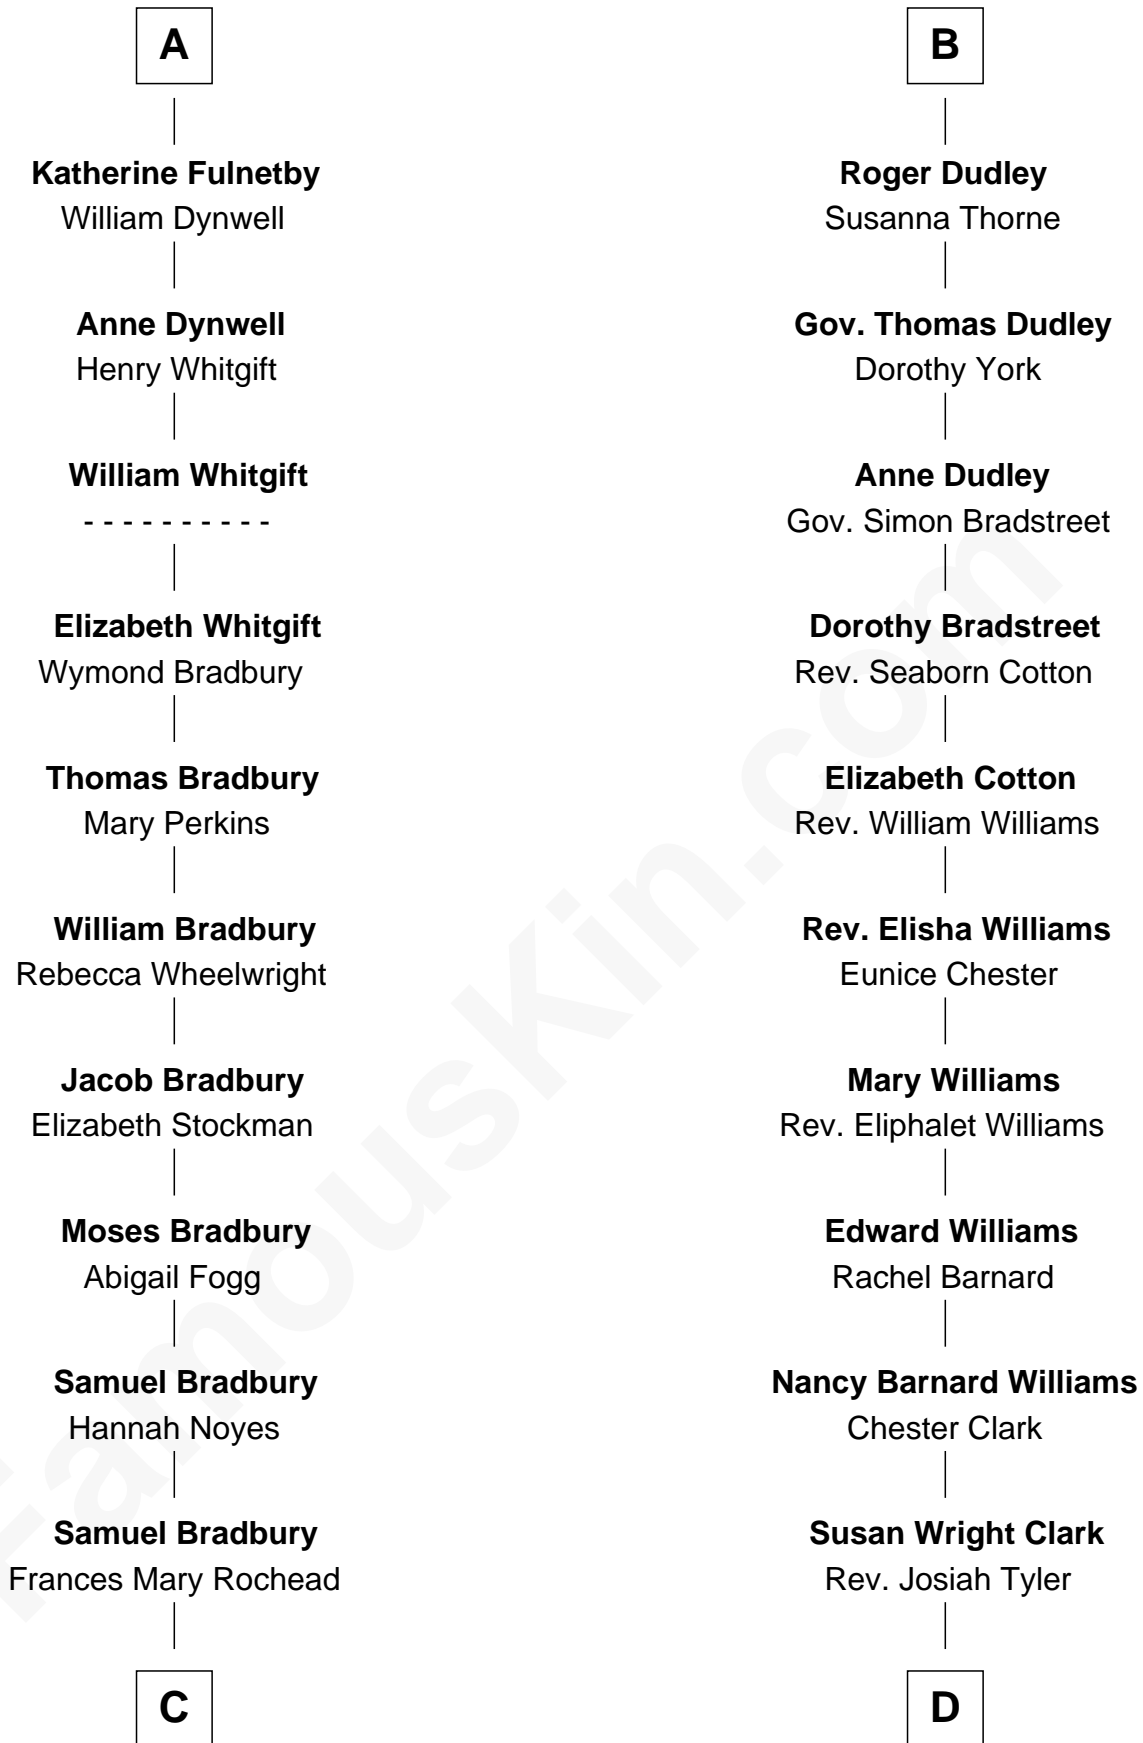 A
Katherine Fulnetby
William Dynwell
Anne Dynwell
Henry Whitgift
William Whitgift
- - - - - - - - - -
Elizabeth Whitgift
Wymond Bradbury
Thomas Bradbury
Mary Perkins
William Bradbury
Rebecca Wheelwright
Jacob Bradbury
Elizabeth Stockman
Moses Bradbury
Abigail Fogg
Samuel Bradbury
Hannah Noyes
Samuel Bradbury
Frances Mary Rochead
C
B
Roger Dudley
Susanna Thorne
Gov. Thomas Dudley
Dorothy York
Anne Dudley
Gov. Simon Bradstreet
Dorothy Bradstreet
Rev. Seaborn Cotton
Elizabeth Cotton
Rev. William Williams
Rev. Elisha Williams
Eunice Chester
Mary Williams
Rev. Eliphalet Williams
Edward Williams
Rachel Barnard
Nancy Barnard Williams
Chester Clark
Susan Wright Clark
Rev. Josiah Tyler
D
FamousKin.com